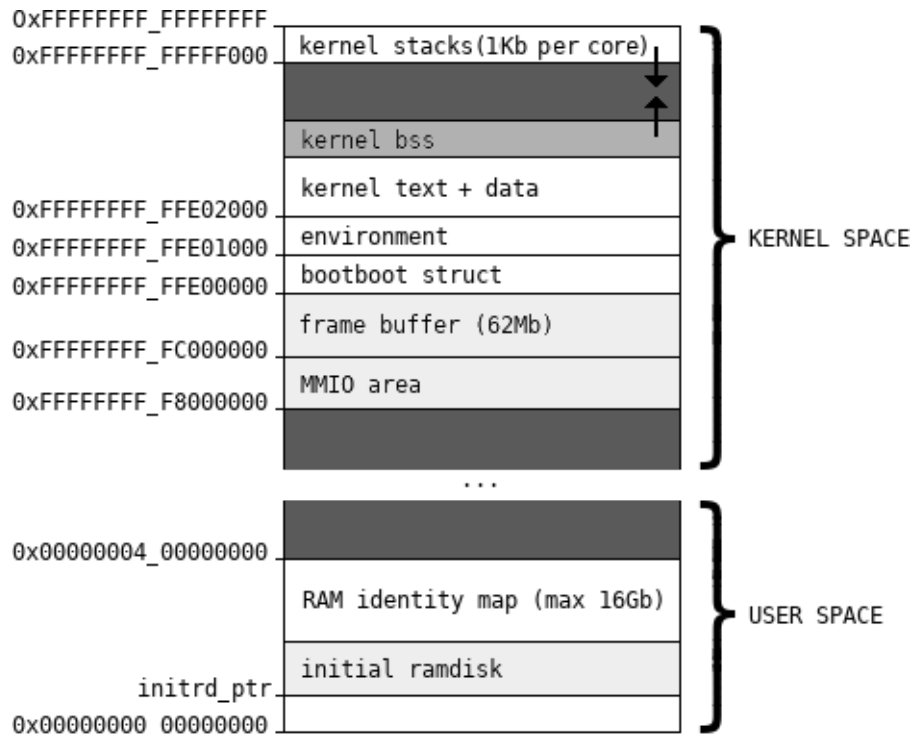 0xFFFFFFFF_FFFFFFFF
kernel stacks(1Kb per core)
0xFFFFFFFF_FFFFF000
kernel bss
kernel text + data
0xFFFFFFFF_FFE02000
environment
0xFFFFFFFF_FFE01000
bootboot struct
0xFFFFFFFF_FFE00000
frame buffer (62Mb)
0xFFFFFFFF_FC000000
MMIO area
0xFFFFFFFF_F8000000
KERNEL SPACE
...
0x00000004_00000000
RAM identity map (max 16Gb)
initial ramdisk
initrd_ptr
0x00000000_00000000
USER SPACE